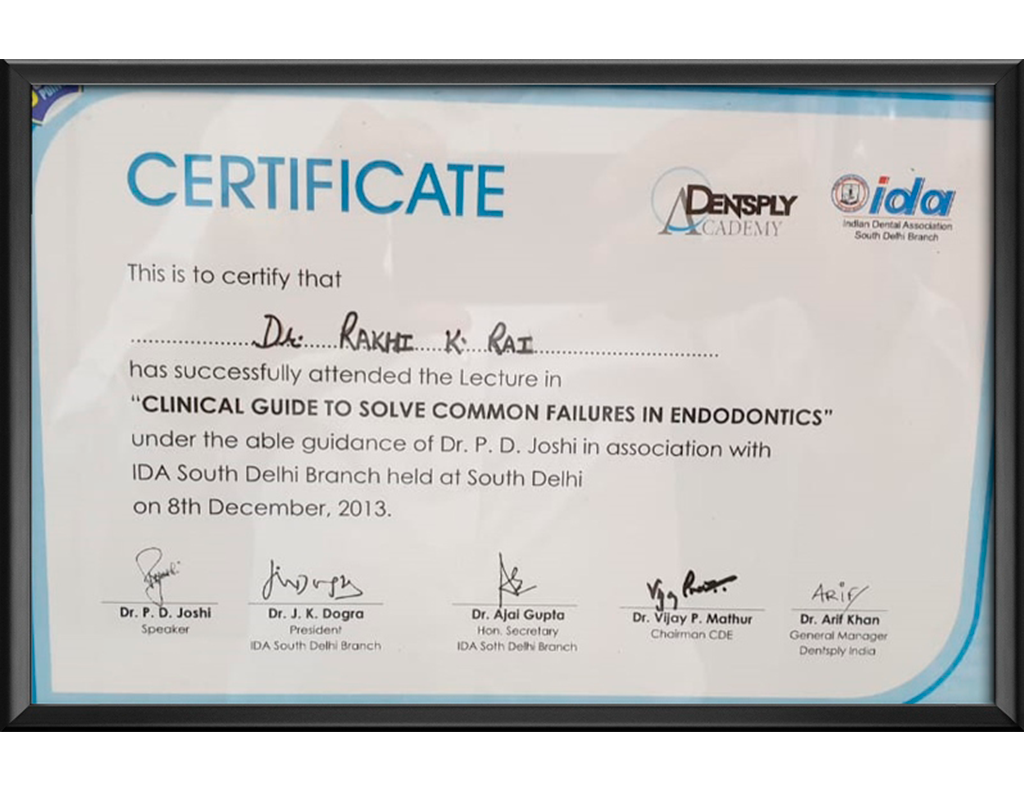 CERTIFICATE
DENSPLY
ACADEMY
ida
Indian Dental Association
South Delhi Branch
This is to certify that
Dr. RAKHI K. RAI
has successfully attended the Lecture in
“CLINICAL GUIDE TO SOLVE COMMON FAILURES IN ENDODONTICS”
under the able guidance of Dr. P. D. Joshi in association with
IDA South Delhi Branch held at South Delhi
on 8th December, 2013.
ARIF
Dr. P. D. Joshi
Speaker
Dr. J. K. Dogra
President
IDA South Delhi Branch
Dr. Ajai Gupta
Hon. Secretary
IDA Soth Delhi Branch
Dr. Vijay P. Mathur
Chairman CDE
Dr. Arif Khan
General Manager
Dentsply India